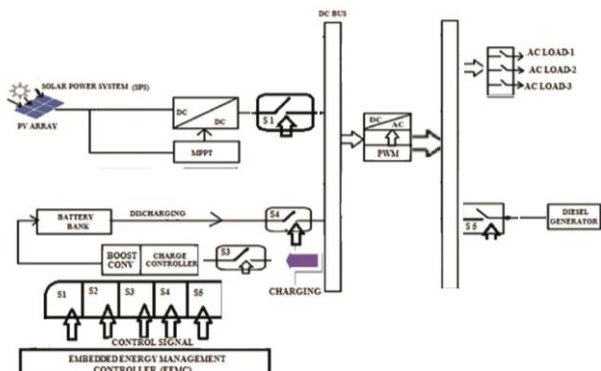 DC BUS
SOLAR POWER SYSTEM (SPS)
PV ARRAY
DC
DC
MPPT
S1
DC
AC
PWM
AC LOAD-1
AC LOAD-2
AC LOAD-3
BATTERY
BANK
DISCHARGING
S4
BOOST
CONV
CHARGE
CONTROLLER
S3
CHARGING
DIESEL
GENERATOR
S1
S2
S3
S4
CONTROL SIGNAL
EMBEDDED ENERGY MANAGEMENT
CONTROLLER (EEMC)